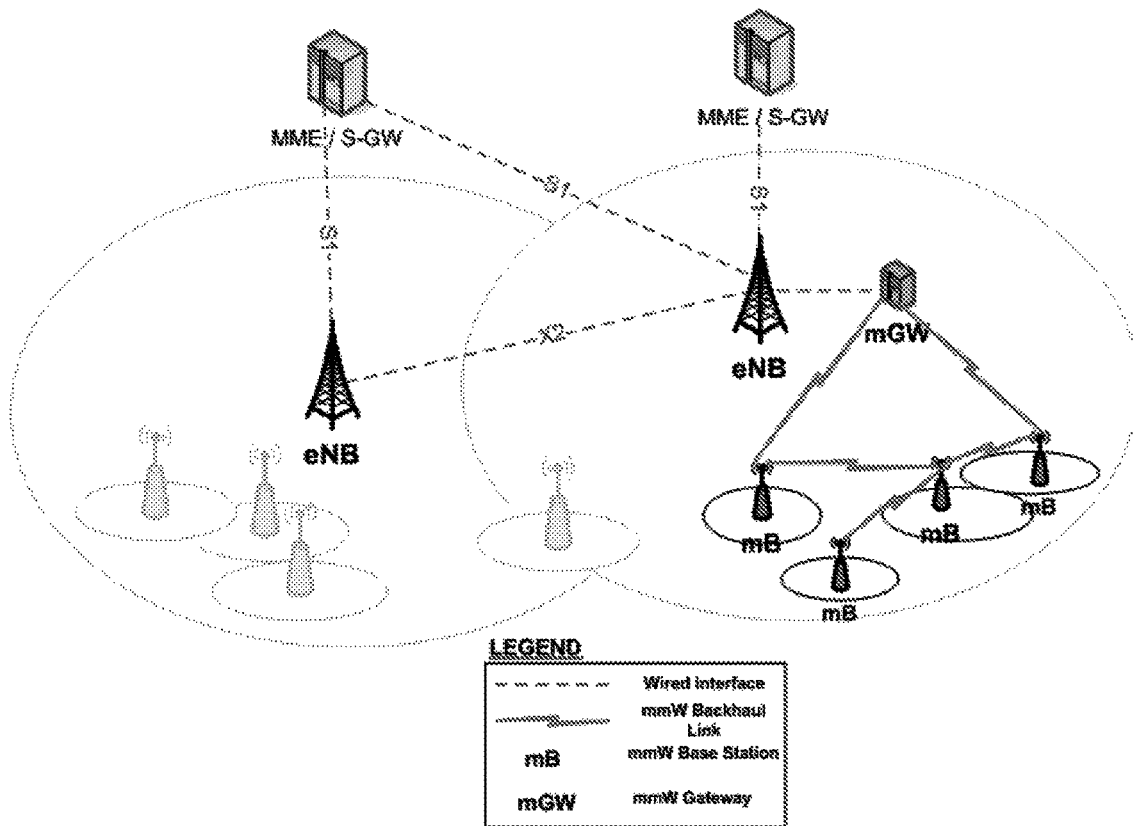 MME / S-GW
MME / S-GW
S1
S1
S1
X2
mGW
eNB
eNB
mB
mB
mB
mB
LEGEND
Wired interface
mmW Backhaul
Link
mB mmW Base Station
mGW mmW Gateway